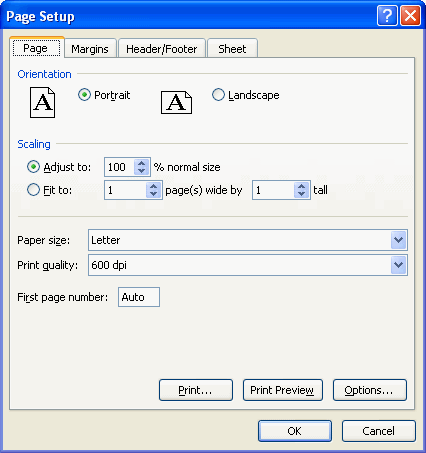 Page Setup
Page Margins Header/Footer Sheet
Orientation
A Portrait A Landscape
Scaling
Adjust to: 100 % normal size
Fit to: 1 page(s) wide by 1 tall
Paper size: Letter
Print quality: 600 dpi
First page number: Auto
Print... Print Preview Options...
OK Cancel